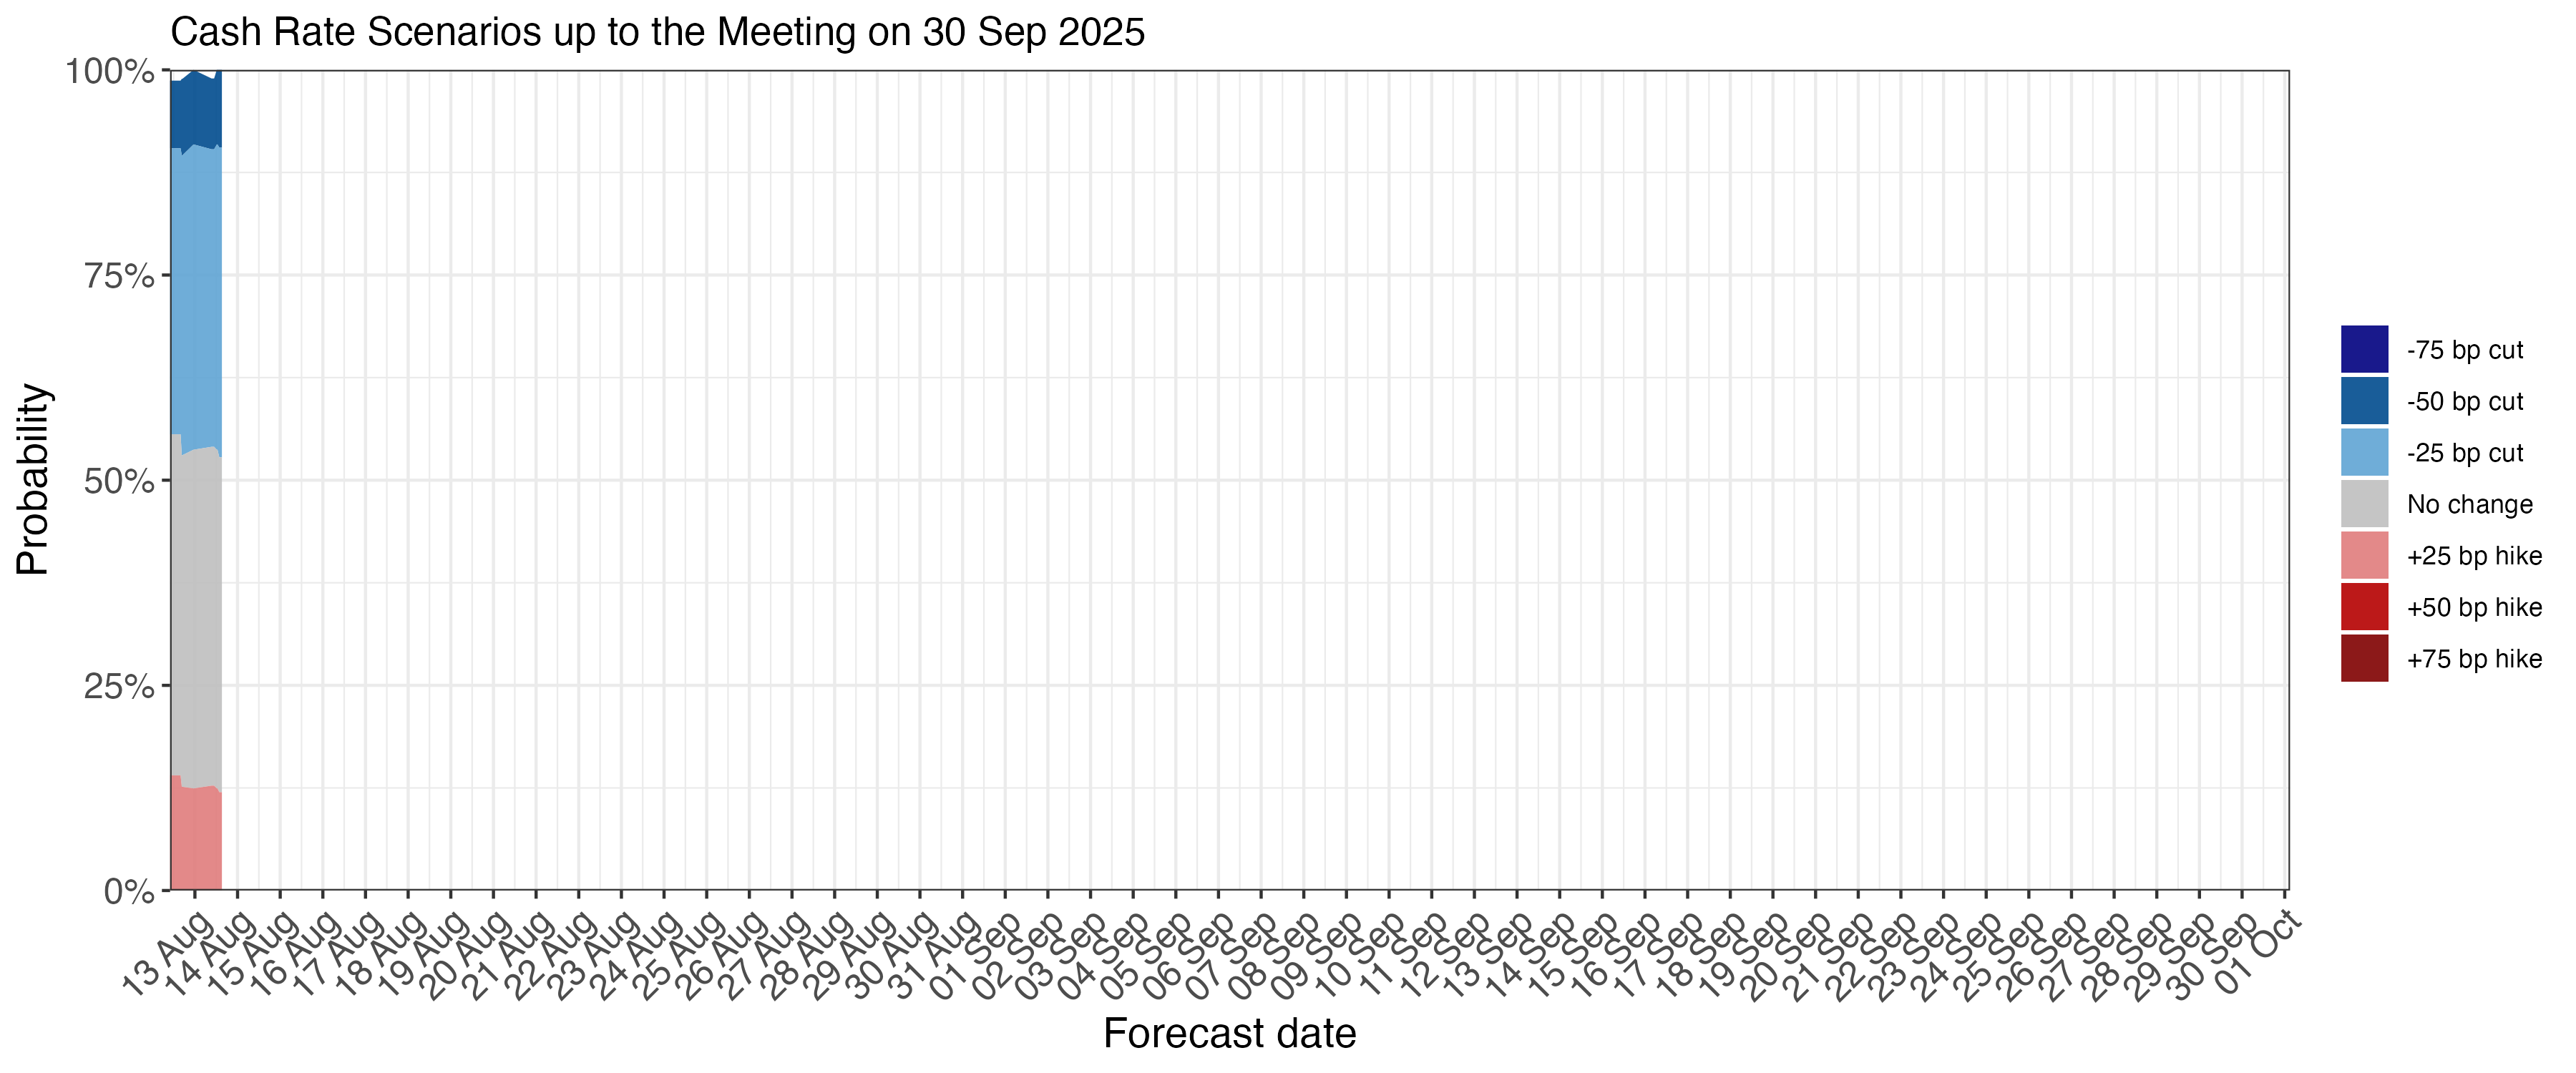 Cash Rate Scenarios up to the Meeting on 30 Sep 2025
100%
75%
50%
25%
0%
Probability
13 Aug
14 Aug
15 Aug
16 Aug
17 Aug
18 Aug
19 Aug
20 Aug
21 Aug
22 Aug
23 Aug
24 Aug
25 Aug
26 Aug
27 Aug
28 Aug
29 Aug
30 Aug
31 Aug
01 Sep
02 Sep
03 Sep
04 Sep
05 Sep
06 Sep
07 Sep
08 Sep
09 Sep
10 Sep
11 Sep
12 Sep
13 Sep
14 Sep
15 Sep
16 Sep
17 Sep
18 Sep
19 Sep
20 Sep
21 Sep
22 Sep
23 Sep
24 Sep
25 Sep
26 Sep
27 Sep
28 Sep
29 Sep
30 Sep
01 Oct
Forecast date
-75 bp cut
-50 bp cut
-25 bp cut
No change
+25 bp hike
+50 bp hike
+75 bp hike